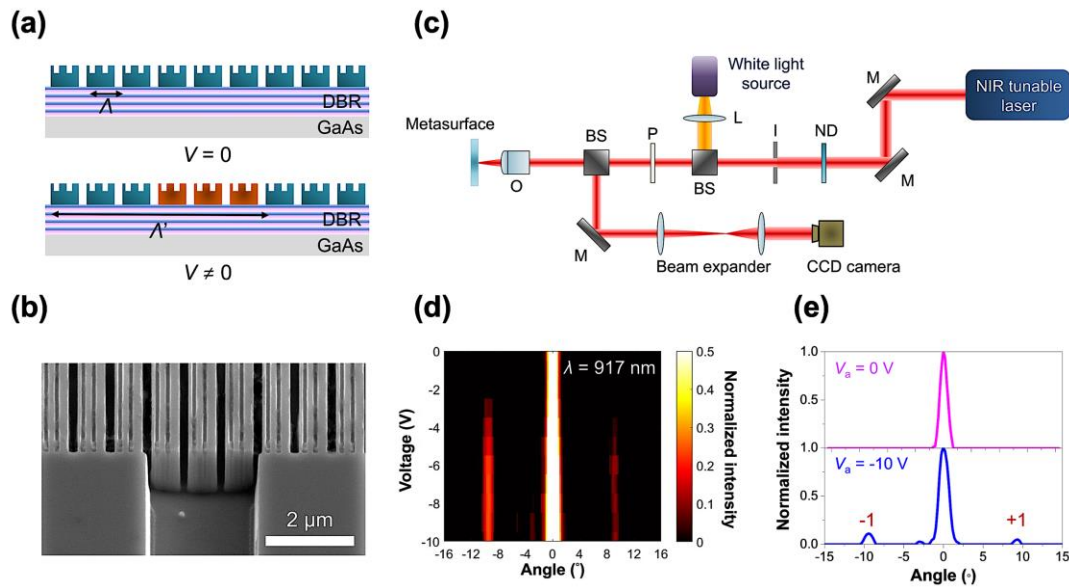 (a)
Λ
DBR
GaAs
V = 0
Λ'
DBR
GaAs
V ≠ 0
(b)
2 μm
(c)
White light
source
M
NIR tunable
laser
Metasurface
BS
P
L
I
ND
O
BS
M
M
Beam expander
CCD camera
(d)
λ = 917 nm
0
-2
-4
-6
-8
-10
Voltage (V)
-16 -12 -8 -4 0 4 8 12 16
Angle (°)
0.5
0.4
0.3
0.2
0.1
0
Normalized intensity
(e)
Vₐ = 0 V
Vₐ = -10 V
-1
+1
1.0
0.5
1.0
0.5
0.0
Normalized intensity
-15 -10 -5 0 5 10 15
Angle (◦)